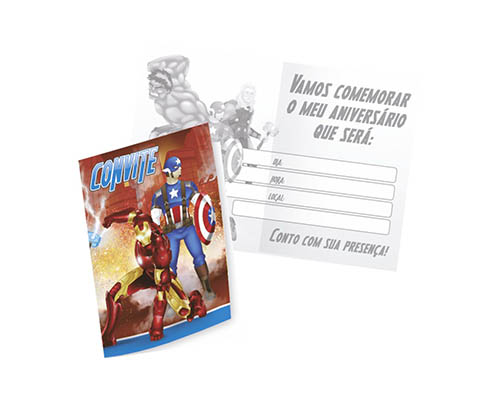 CONVITE
VAMOS COMEMORAR
O MEU ANIVERSÁRIO
QUE SERÁ:
DIA:
HORA:
LOCAL:
CONTO COM SUA PRESENÇA!